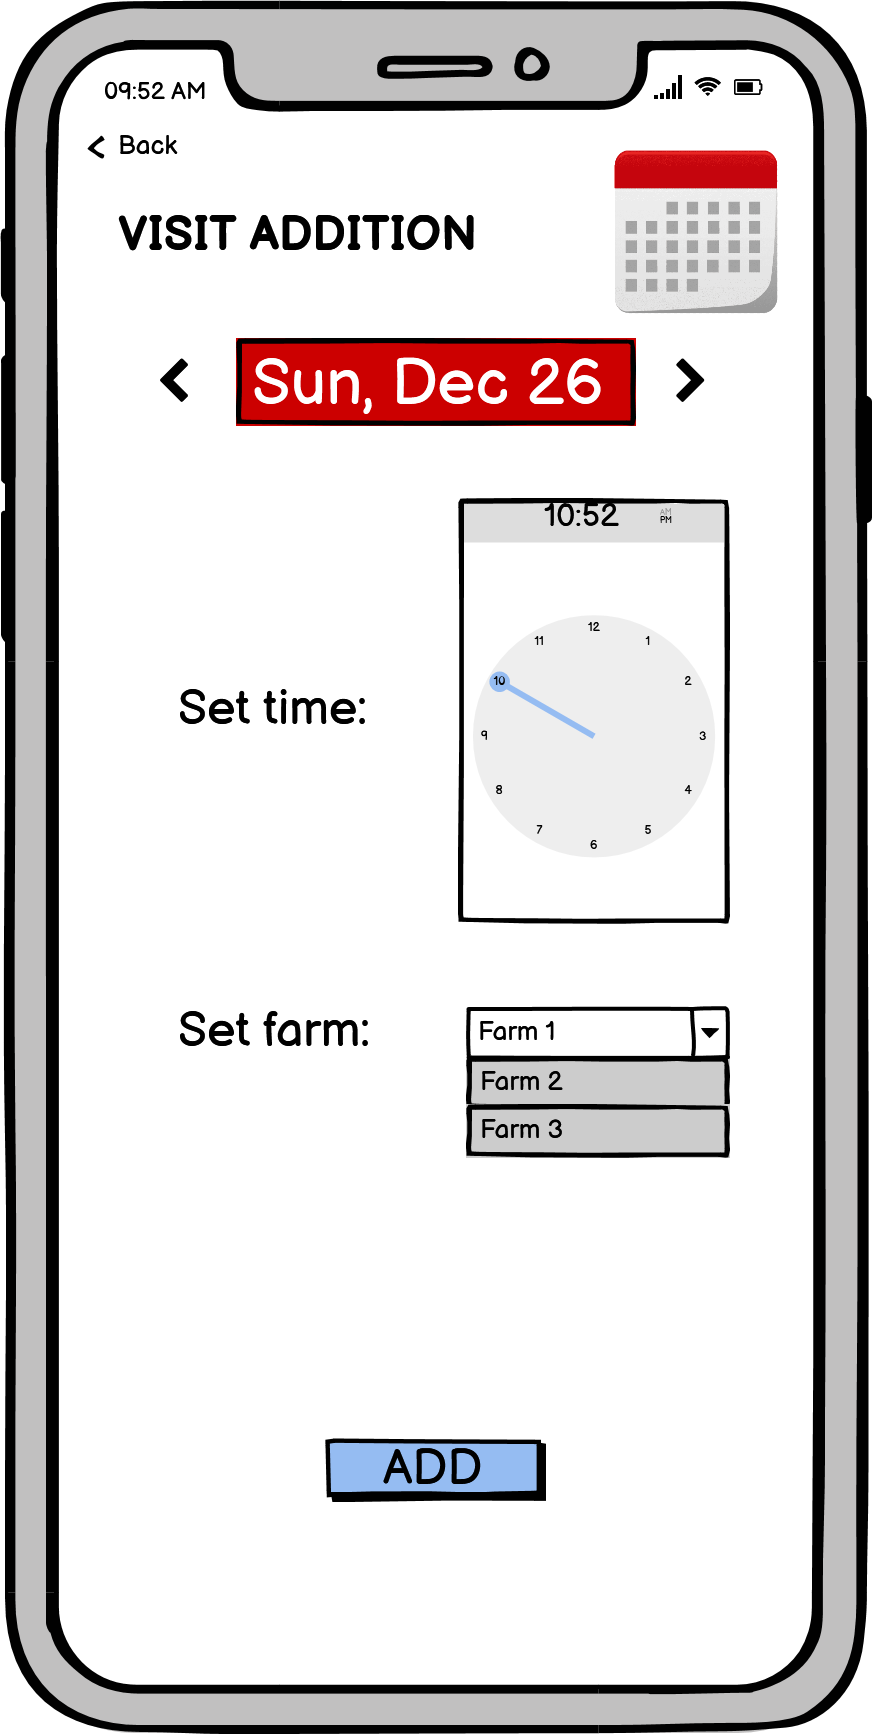 09:52 AM
Back
VISIT ADDITION
Sun, Dec 26
10:52
AM
PM
Set time:
12
11
1
10
2
9
3
8
4
7
5
6
Set farm:
Farm 1
Farm 2
Farm 3
ADD